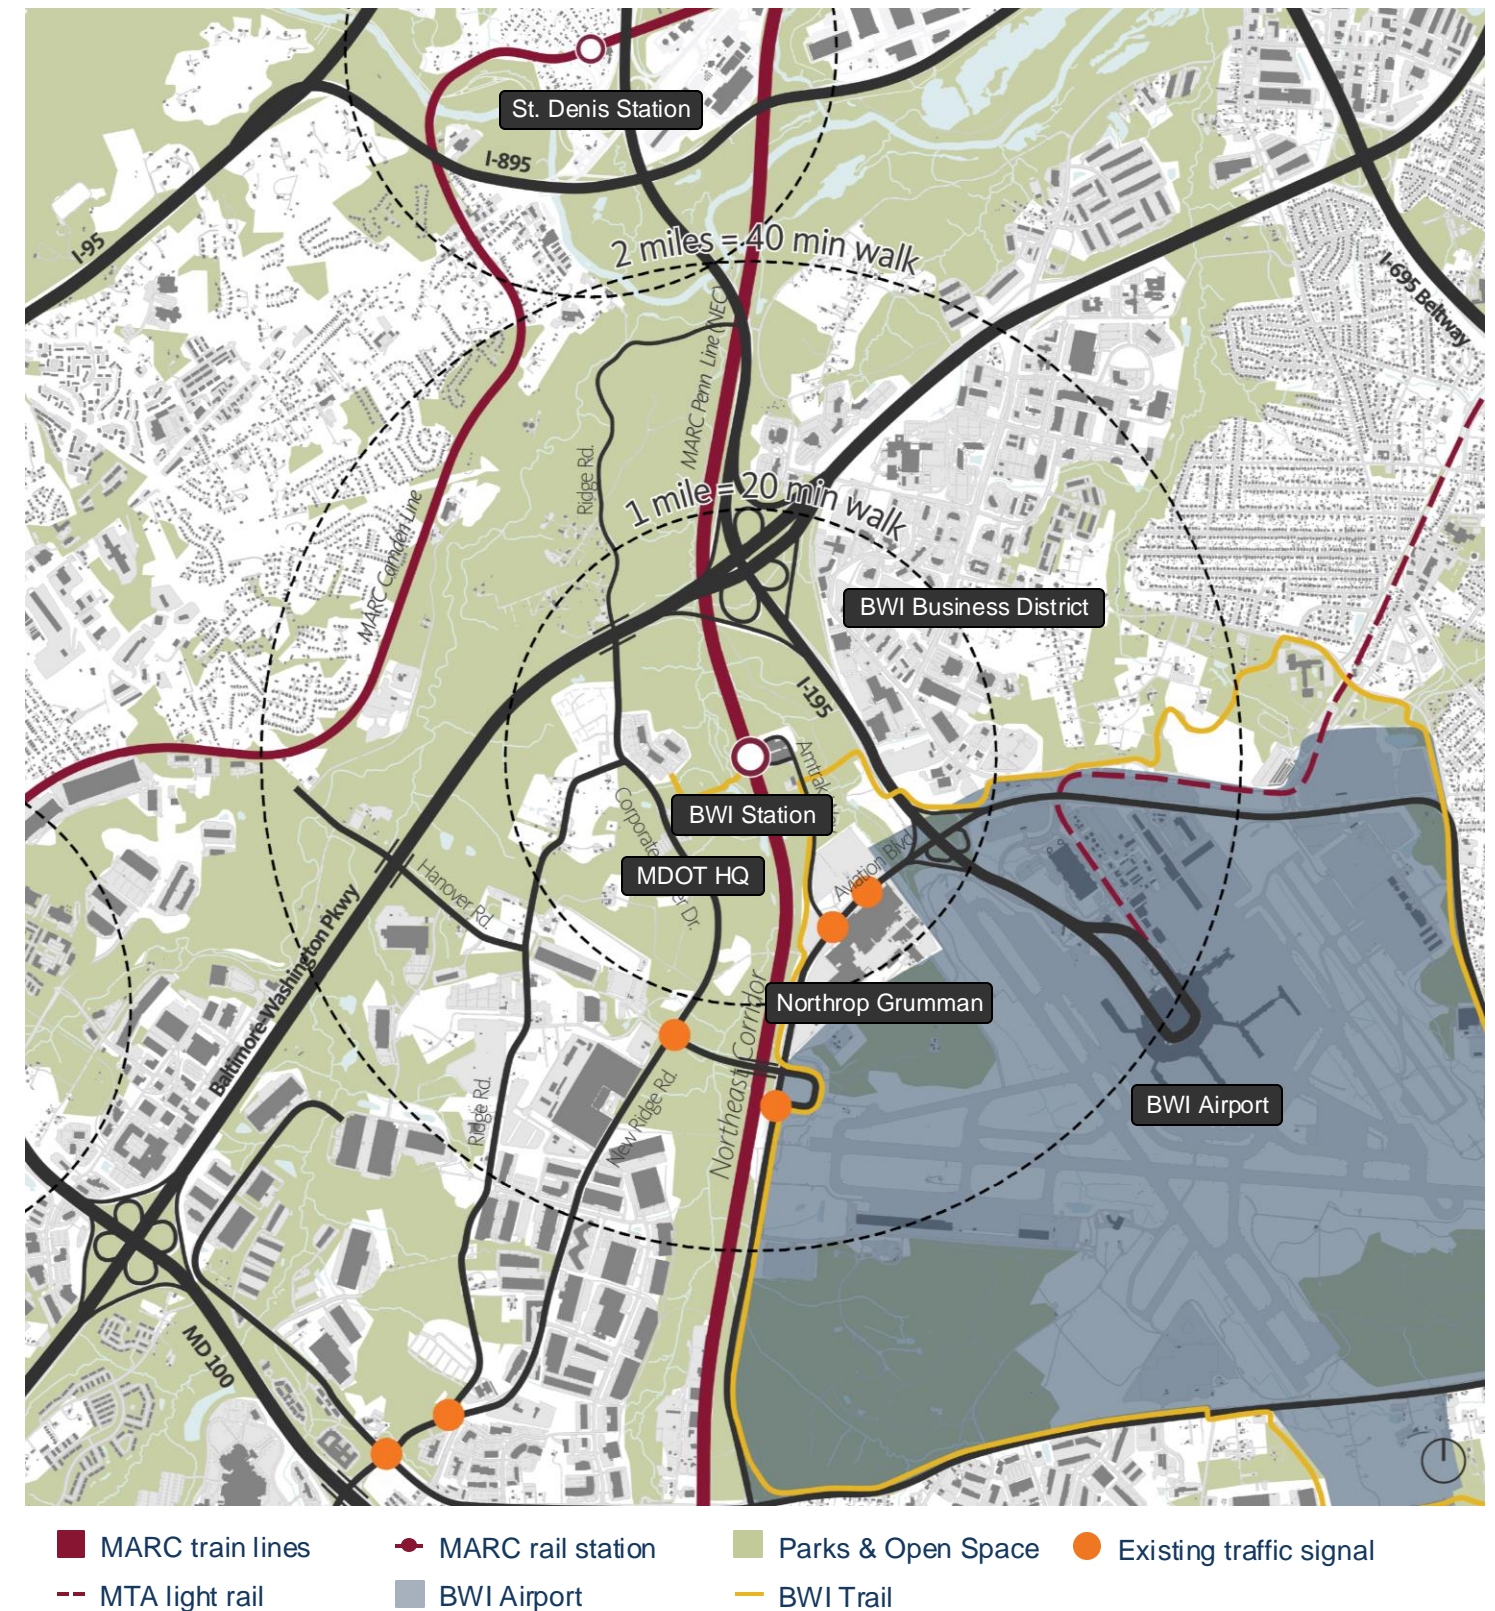 St. Denis Station
I-895
I-95
2 miles = 40 min walk
I-695 Beltway
MARC Penn Line (NEC)
Ridge Rd.
1 mile = 20 min walk
MARC Camden Line
BWI Business District
I-195
Amtrak
Corporate
BWI Station
Aviation Blvd
MDOT HQ
er Dr.
Hanover Rd.
Baltimore-Washington Pkwy
Northrop Grumman
Northeast Corridor
Ridge Rd.
New Ridge Rd.
BWI Airport
MD 100
MARC train lines
MARC rail station
Parks & Open Space
Existing traffic signal
MTA light rail
BWI Airport
BWI Trail